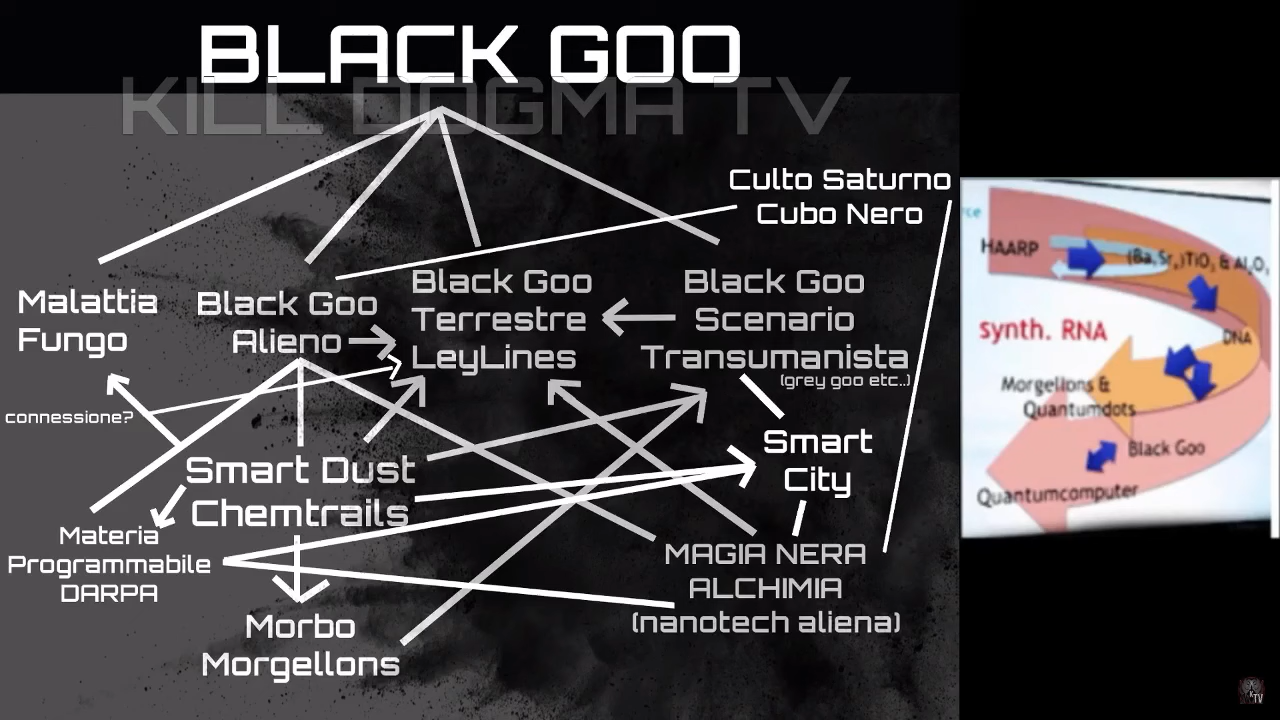 BLACK GOO
KILL DOGMA TV
Culto Saturno
Cubo Nero
Malattia
Fungo
Black Goo
Alieno
Black Goo
Terrestre
LeyLines
Black Goo
Scenario
Transumanista
(grey goo etc..)
connessione?
Smart Dust
Chemtrails
Smart
City
Materia
Programmabile
DARPA
MAGIA NERA
ALCHIMIA
(nanotech aliena)
Morbo
Morgellons
HAARP
(Ba,Sr,)TiO₃ & Al₂O₃
synth. RNA
DNA
Morgellons &
Quantumdots
Black Goo
Quantumcomputer